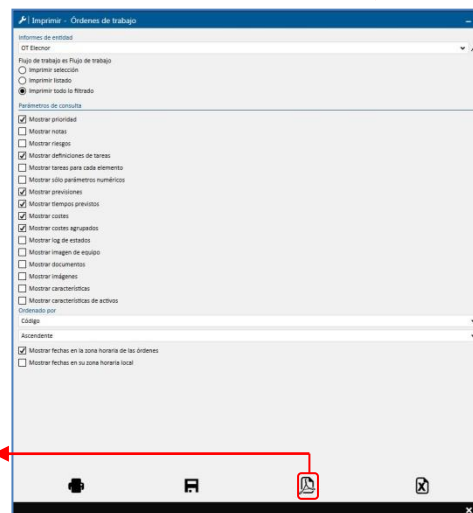 Imprimir - Órdenes de trabajo
Informes de entidad
OT Elecnor
Flujo de trabajo es Flujo de trabajo
Imprimir selección
Imprimir listado
Imprimir todo lo filtrado
Parámetros de consulta
Mostrar prioridad
Mostrar notas
Mostrar riesgos
Mostrar definiciones de tareas
Mostrar tareas para cada elemento
Mostrar sólo parámetros numéricos
Mostrar previsiones
Mostrar tiempos previstos
Mostrar costes
Mostrar costes agrupados
Mostrar log de estados
Mostrar imagen de equipo
Mostrar documentos
Mostrar imágenes
Mostrar características
Mostrar características de activos
Ordenado por
Código
Ascendente
Mostrar fechas en la zona horaria de las órdenes
Mostrar fechas en su zona horaria local